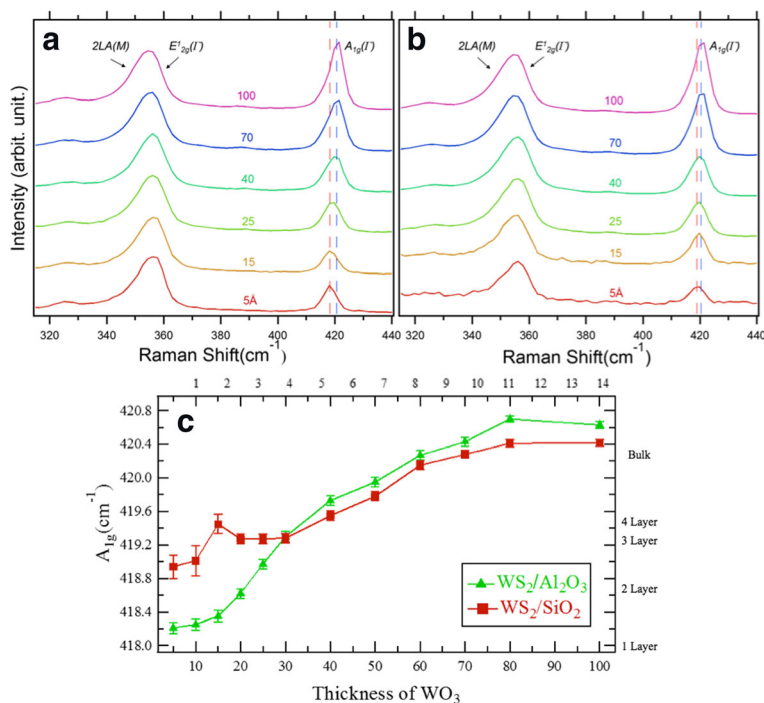 a
2LA(M)
E¹₂g(Γ)
A₁g(Γ)
100
70
40
25
15
5Å
Intensity (arbit. unit.)
320 340 360 380 400 420 440
Raman Shift(cm⁻¹)
b
2LA(M)
E¹₂g(Γ)
A₁g(Γ)
100
70
40
25
15
5Å
320 340 360 380 400 420 440
Raman Shift(cm⁻¹)
1 2 3 4 5 6 7 8 9 10 11 12 13 14
c
420.8
420.4
420.0
419.6
419.2
418.8
418.4
418.0
A₁g(cm⁻¹)
Bulk
4 Layer
3 Layer
2 Layer
1 Layer
WS₂/Al₂O₃
WS₂/SiO₂
10 20 30 40 50 60 70 80 90 100
Thickness of WO₃